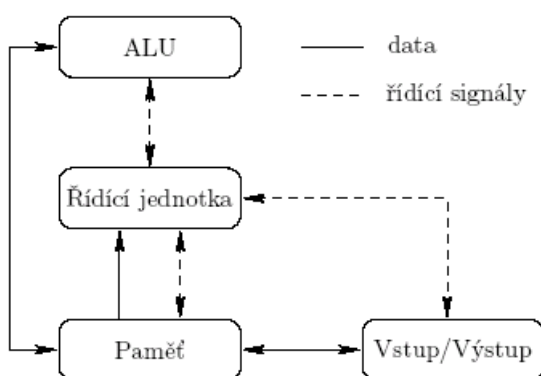 ALU
data
řídící signály
Řídící jednotka
Paměť
Vstup/Výstup